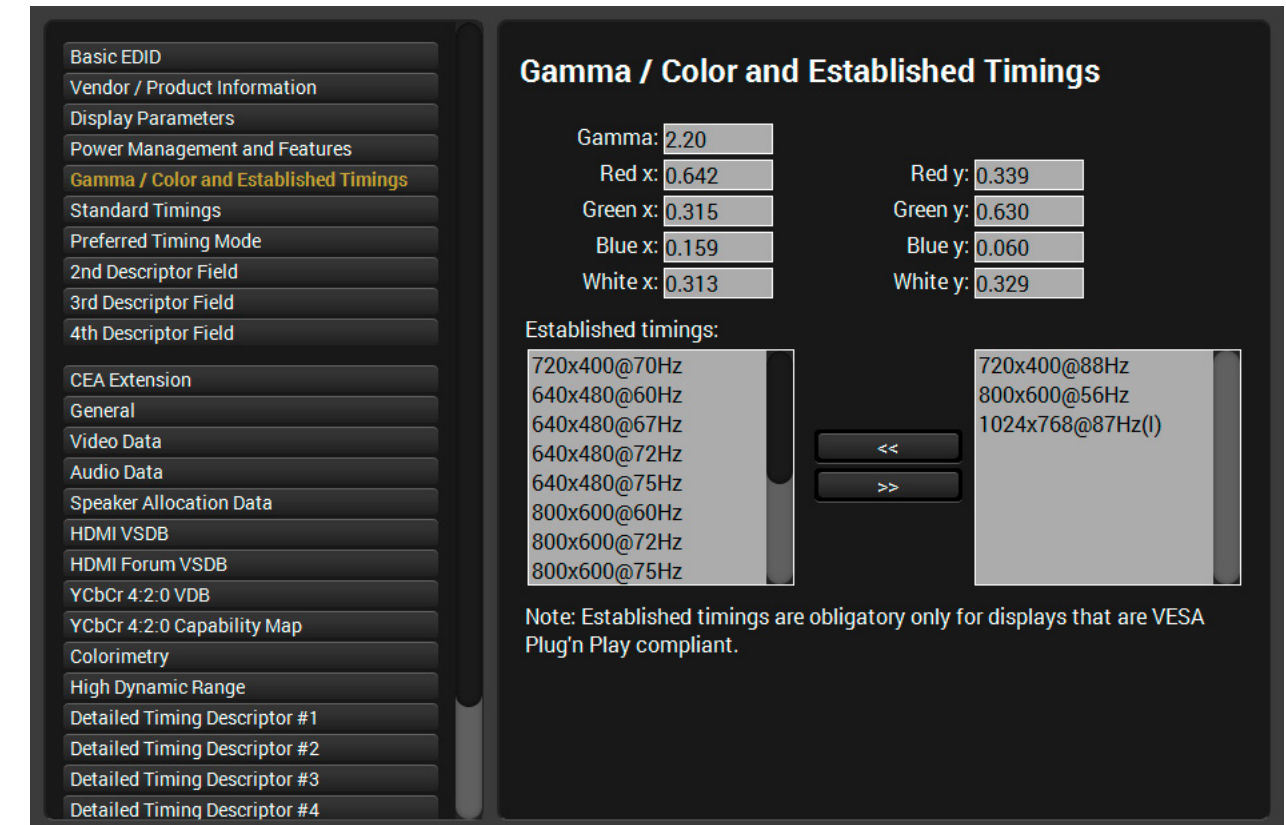 Basic EDID
Vendor / Product Information
Display Parameters
Power Management and Features
Gamma / Color and Established Timings
Standard Timings
Preferred Timing Mode
2nd Descriptor Field
3rd Descriptor Field
4th Descriptor Field
CEA Extension
General
Video Data
Audio Data
Speaker Allocation Data
HDMI VSDB
HDMI Forum VSDB
YCbCr 4:2:0 VDB
YCbCr 4:2:0 Capability Map
Colorimetry
High Dynamic Range
Detailed Timing Descriptor #1
Detailed Timing Descriptor #2
Detailed Timing Descriptor #3
Detailed Timing Descriptor #4
Gamma / Color and Established Timings
Gamma: 2.20
Red x: 0.642 Red y: 0.339
Green x: 0.315 Green y: 0.630
Blue x: 0.159 Blue y: 0.060
White x: 0.313 White y: 0.329
Established timings:
720x400@70Hz
640x480@60Hz
640x480@67Hz
640x480@72Hz
640x480@75Hz
800x600@60Hz
800x600@72Hz
800x600@75Hz
<<
>>
720x400@88Hz
800x600@56Hz
1024x768@87Hz(I)
Note: Established timings are obligatory only for displays that are VESA
Plug'n Play compliant.